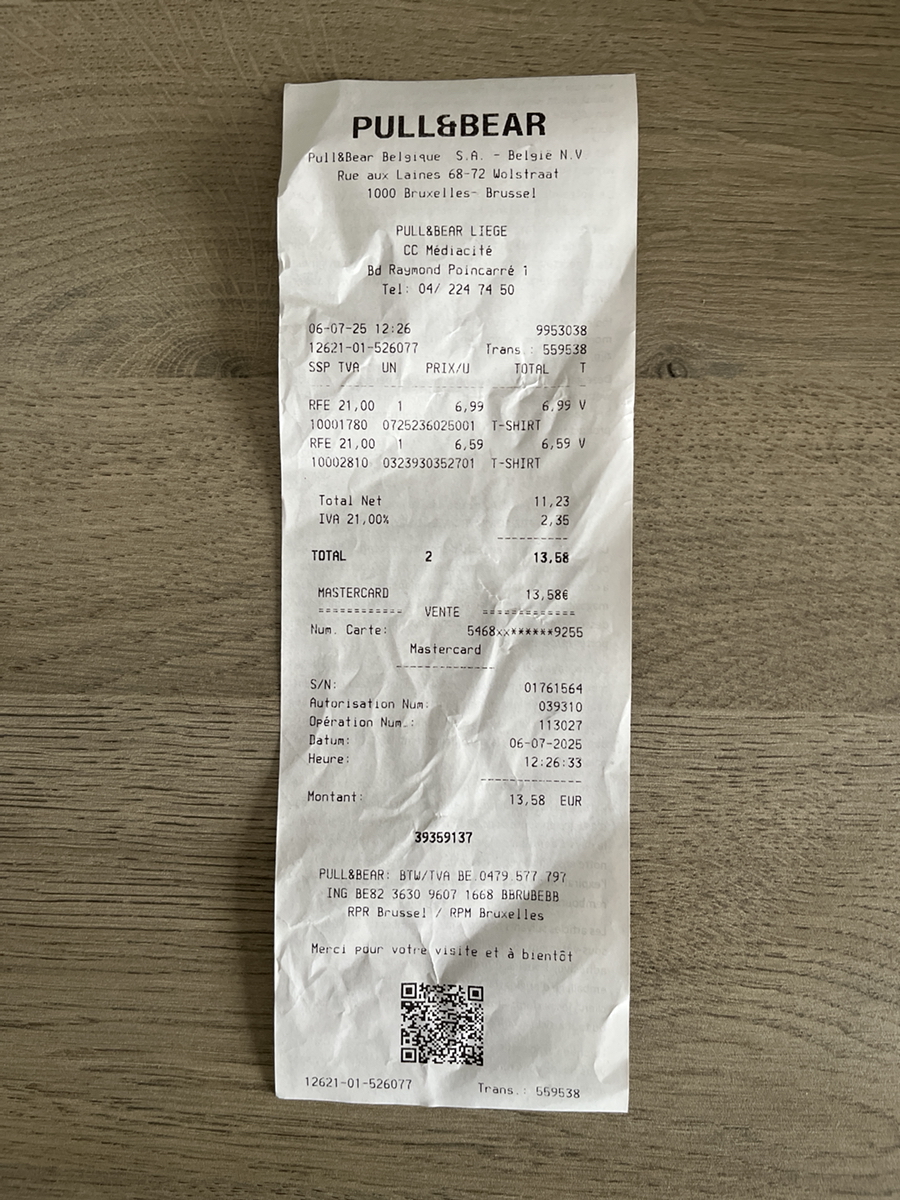 PULL&BEAR
Pull&Bear Belgique S.A. - België N.V
Rue aux Laines 68-72 Wolstraat
1000 Bruxelles- Brussel
PULL&BEAR LIEGE
CC Médiacité
Bd Raymond Poincarré 1
Tel: 04/ 224 74 50
06-07-25 12:26 9953038
12621-01-526077 Trans.: 559538
SSP TVA UN PRIX/U TOTAL T
RFE 21,00 1 6,99 6,99 V
10001780 0725236025001 T-SHIRT
RFE 21,00 1 6,59 6,59 V
10002810 0323930352701 T-SHIRT
Total Net 11,23
IVA 21,00% 2,35
----------
TOTAL 2 13,58
MASTERCARD 13,58€
============ VENTE =============
Num. Carte: 5468xx******9255
Mastercard
--------------
S/N: 01761564
Autorisation Num: 039310
Opération Num.: 113027
Datum: 06-07-2025
Heure: 12:26:33
--------------
Montant: 13,58 EUR
39359137
PULL&BEAR: BTW/TVA BE 0479 577 797
ING BE82 3630 9607 1668 BBRUBEBB
RPR Brussel / RPM Bruxelles
Merci pour votre visite et à bientôt
12621-01-526077 Trans.: 559538